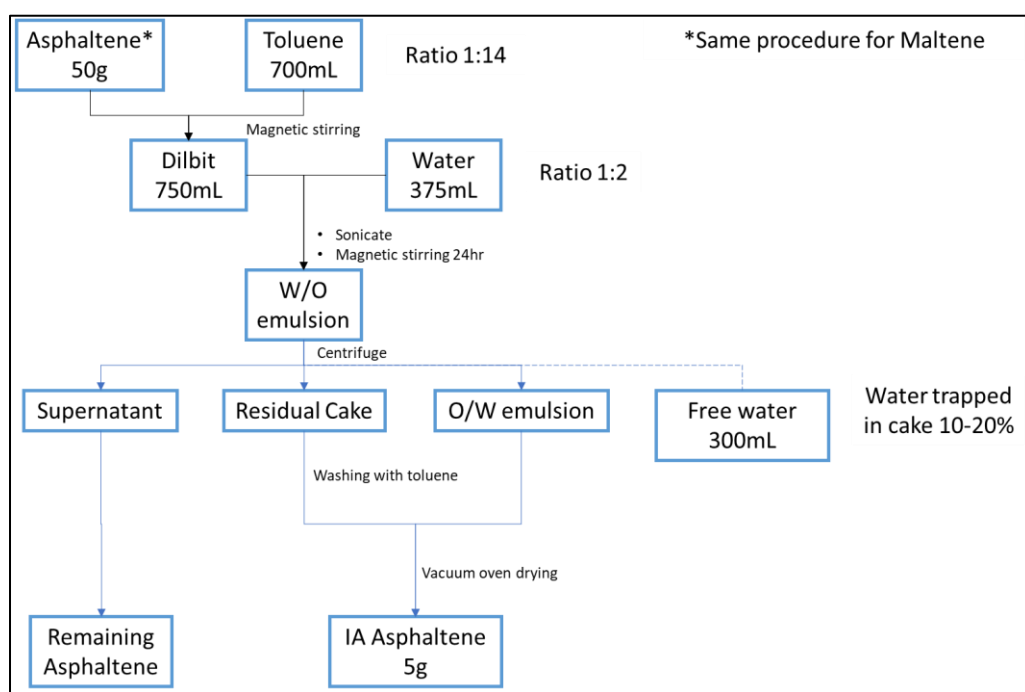 Asphaltene*
50g
Toluene
700mL
Ratio 1:14
*Same procedure for Maltene
Magnetic stirring
Dilbit
750mL
Water
375mL
Ratio 1:2
• Sonicate
• Magnetic stirring 24hr
W/O
emulsion
Centrifuge
Supernatant
Residual Cake
O/W emulsion
Free water
300mL
Water trapped
in cake 10-20%
Washing with toluene
Vacuum oven drying
Remaining
Asphaltene
IA Asphaltene
5g